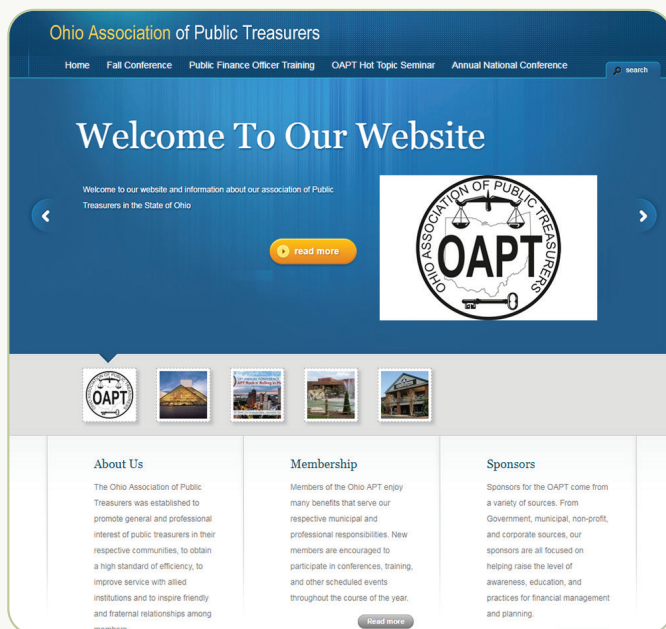 Ohio Association of Public Treasurers
Home Fall Conference Public Finance Officer Training OAPT Hot Topic Seminar Annual National Conference
search
Welcome To Our Website
Welcome to our website and information about our association of Public
Treasurers in the State of Ohio
read more
OHIO ASSOCIATION OF PUBLIC TREASURERS
OAPT
OAPT
About Us
The Ohio Association of Public
Treasurers was established to
promote general and professional
interest of public treasurers in their
respective communities, to obtain
a high standard of efficiency, to
improve service with allied
institutions and to inspire friendly
and fraternal relationships among
Membership
Members of the Ohio APT enjoy
many benefits that serve our
respective municipal and
professional responsibilities. New
members are encouraged to
participate in conferences, training,
and other scheduled events
throughout the course of the year.
Read more
Sponsors
Sponsors for the OAPT come from
a variety of sources. From
Government, municipal, non-profit,
and corporate sources, our
sponsors are all focused on
helping raise the level of
awareness, education, and
practices for financial management
and planning.